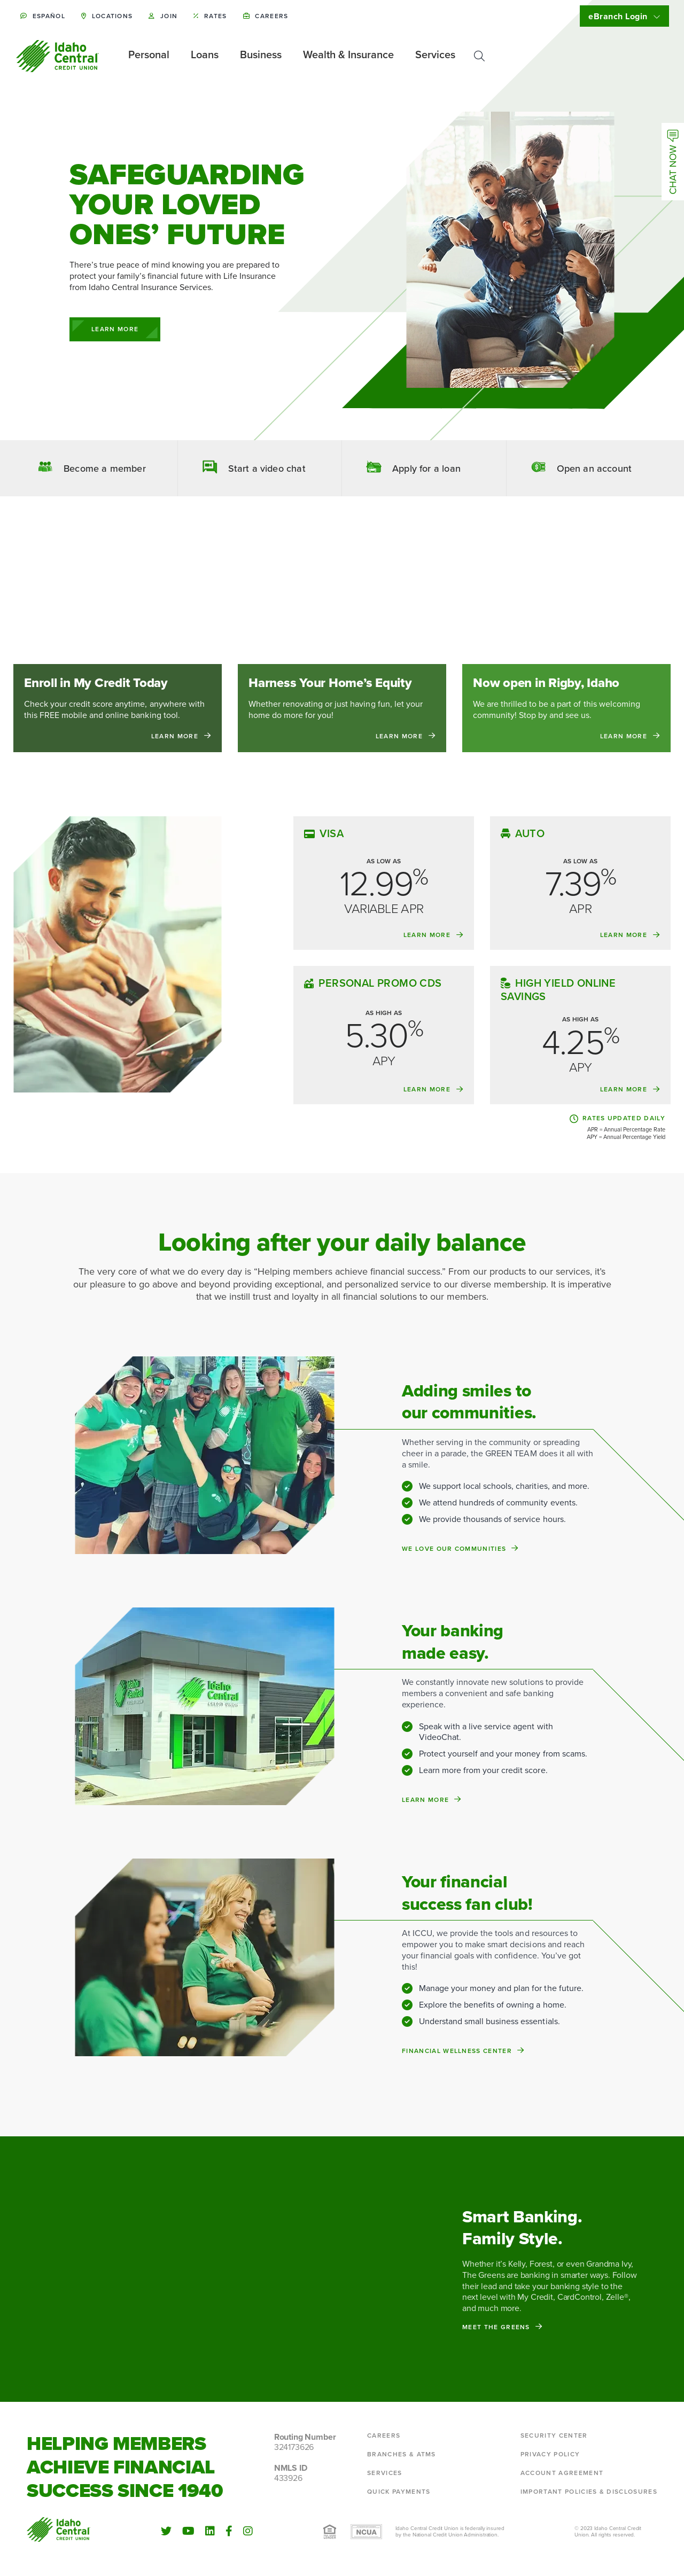 ESPAÑOL LOCATIONS JOIN RATES CAREERS
eBranch Login
Idaho
Central
CREDIT UNION
Personal Loans Business Wealth & Insurance Services
CHAT NOW
SAFEGUARDING
YOUR LOVED
ONES’ FUTURE
There’s true peace of mind knowing you are prepared to
protect your family’s financial future with Life Insurance
from Idaho Central Insurance Services.
LEARN MORE
Become a member
Start a video chat
Apply for a loan
Open an account
Enroll in My Credit Today
Check your credit score anytime, anywhere with
this FREE mobile and online banking tool.
LEARN MORE
Harness Your Home’s Equity
Whether renovating or just having fun, let your
home do more for you!
LEARN MORE
Now open in Rigby, Idaho
We are thrilled to be a part of this welcoming
community! Stop by and see us.
LEARN MORE
VISA
AS LOW AS
12.99%
VARIABLE APR
LEARN MORE
AUTO
AS LOW AS
7.39%
APR
LEARN MORE
PERSONAL PROMO CDS
AS HIGH AS
5.30%
APY
LEARN MORE
HIGH YIELD ONLINE
SAVINGS
AS HIGH AS
4.25%
APY
LEARN MORE
RATES UPDATED DAILY
APR = Annual Percentage Rate
APY = Annual Percentage Yield
Looking after your daily balance
The very core of what we do every day is “Helping members achieve financial success.” From our products to our services, it’s
our pleasure to go above and beyond providing exceptional, and personalized service to our diverse membership. It is imperative
that we instill trust and loyalty in all financial solutions to our members.
Adding smiles to
our communities.
Whether serving in the community or spreading
cheer in a parade, the GREEN TEAM does it all with
a smile.
We support local schools, charities, and more.
We attend hundreds of community events.
We provide thousands of service hours.
WE LOVE OUR COMMUNITIES
Idaho
Central
CREDIT UNION
Idaho
Central
CREDIT UNION
Your banking
made easy.
We constantly innovate new solutions to provide
members a convenient and safe banking
experience.
Speak with a live service agent with
VideoChat.
Protect yourself and your money from scams.
Learn more from your credit score.
LEARN MORE
Your financial
success fan club!
At ICCU, we provide the tools and resources to
empower you to make smart decisions and reach
your financial goals with confidence. You’ve got
this!
Manage your money and plan for the future.
Explore the benefits of owning a home.
Understand small business essentials.
FINANCIAL WELLNESS CENTER
Smart Banking.
Family Style.
Whether it’s Kelly, Forest, or even Grandma Ivy,
The Greens are banking in smarter ways. Follow
their lead and take your banking style to the
next level with My Credit, CardControl, Zelle®,
and much more.
MEET THE GREENS
HELPING MEMBERS
ACHIEVE FINANCIAL
SUCCESS SINCE 1940
Routing Number
324173626
NMLS ID
433926
CAREERS
BRANCHES & ATMS
SERVICES
QUICK PAYMENTS
SECURITY CENTER
PRIVACY POLICY
ACCOUNT AGREEMENT
IMPORTANT POLICIES & DISCLOSURES
Idaho
Central
CREDIT UNION
NCUA
Idaho Central Credit Union is federally insured
by the National Credit Union Administration.
© 2023 Idaho Central Credit
Union. All rights reserved.